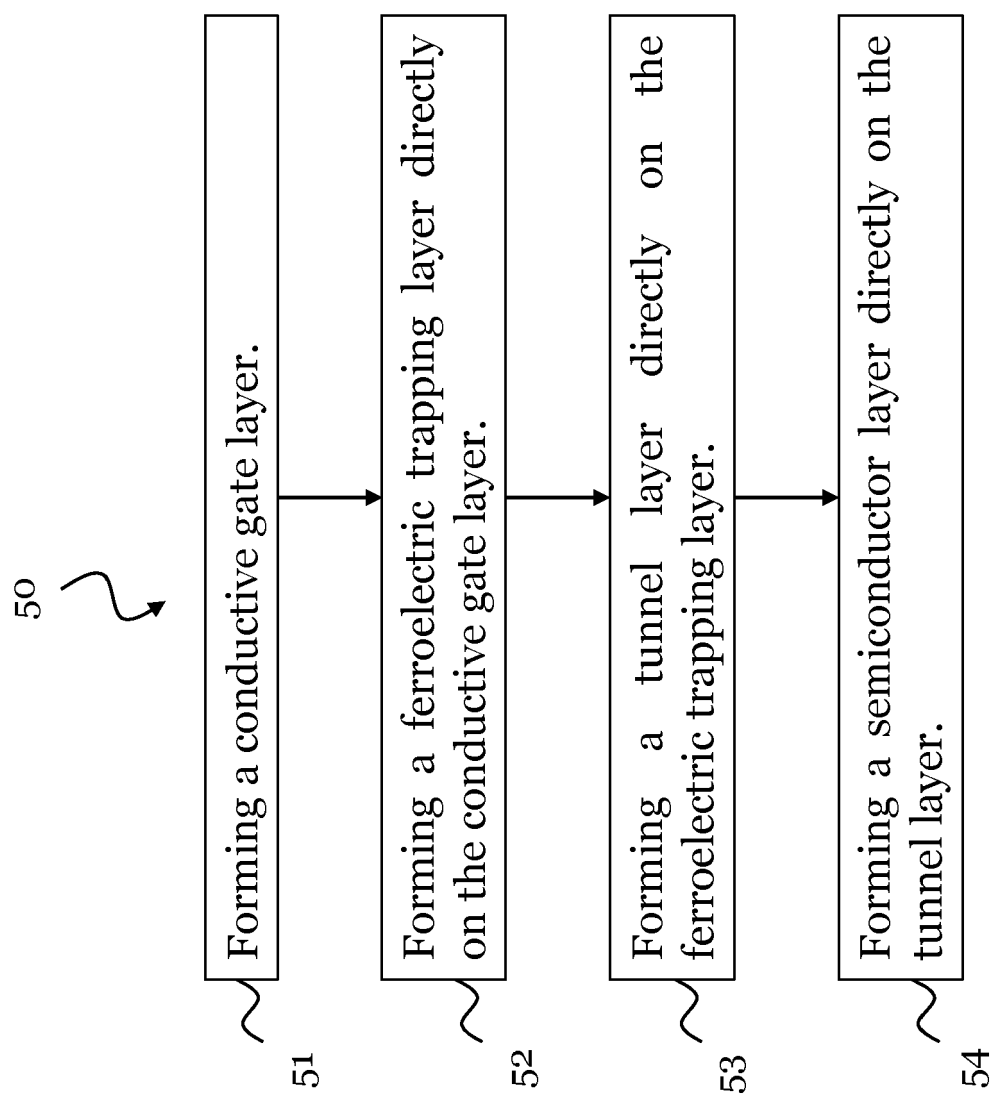 50
51
Forming a conductive gate layer.
52
Forming a ferroelectric trapping layer directly
on the conductive gate layer.
53
Forming a tunnel layer directly on the
ferroelectric trapping layer.
54
Forming a semiconductor layer directly on the
tunnel layer.